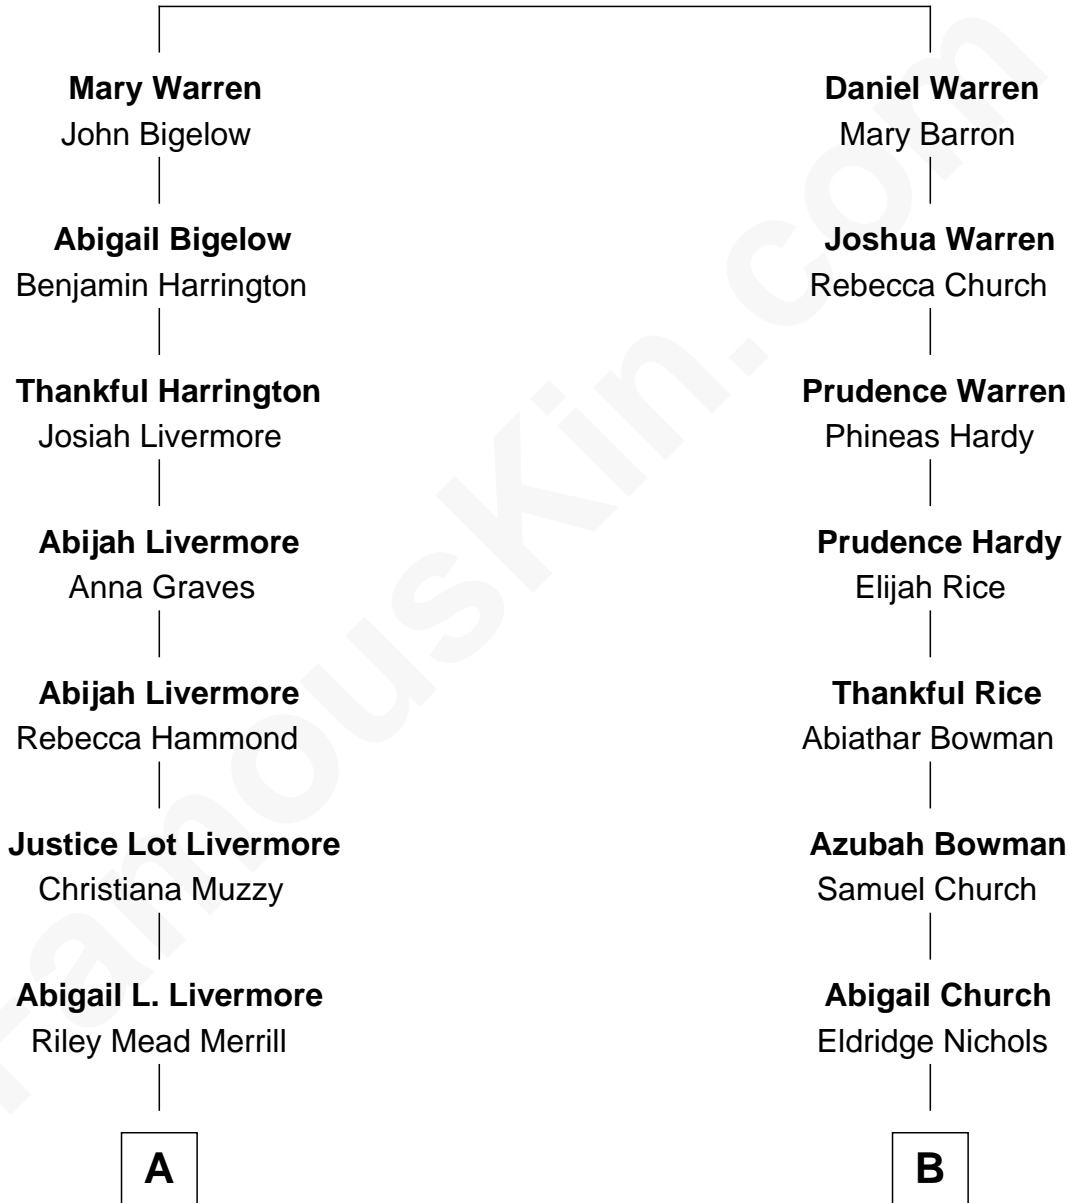 Mary Warren
John Bigelow
Abigail Bigelow
Benjamin Harrington
Thankful Harrington
Josiah Livermore
Abijah Livermore
Anna Graves
Abijah Livermore
Rebecca Hammond
Justice Lot Livermore
Christiana Muzzy
Abigail L. Livermore
Riley Mead Merrill
A
Daniel Warren
Mary Barron
Joshua Warren
Rebecca Church
Prudence Warren
Phineas Hardy
Prudence Hardy
Elijah Rice
Thankful Rice
Abiathar Bowman
Azubah Bowman
Samuel Church
Abigail Church
Eldridge Nichols
B
FamousKin.com